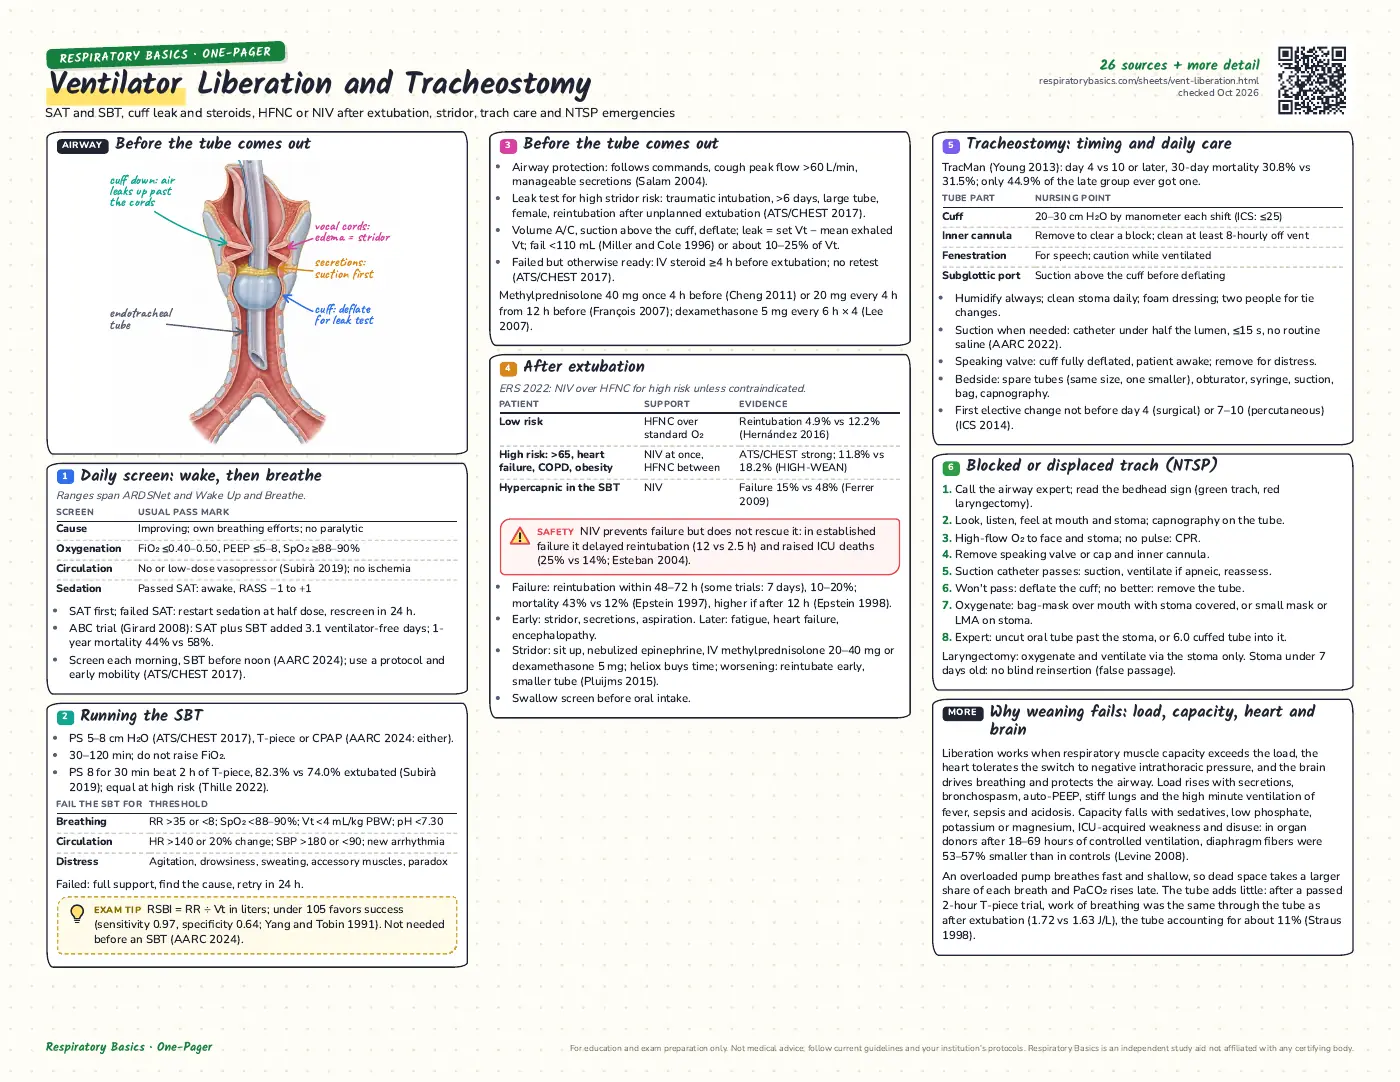 RESPIRATORY BASICS · ONE-PAGER
Ventilator Liberation and Tracheostomy
SAT and SBT, cuff leak and steroids, HFNC or NIV after extubation, stridor, trach care and NTSP emergencies
26 sources + more detail
respiratorybasics.com/sheets/vent-liberation.html
checked Oct 2026
AIRWAY Before the tube comes out
cuff down: air
leaks up past
the cords
vocal cords:
edema = stridor
secretions:
suction first
cuff: deflate
for leak test
endotracheal
tube
1 Daily screen: wake, then breathe
Ranges span ARDSNet and Wake Up and Breathe.
SCREEN USUAL PASS MARK
Cause Improving; own breathing efforts; no paralytic
Oxygenation FiO₂ ≤0.40–0.50, PEEP ≤5–8, SpO₂ ≥88–90%
Circulation No or low-dose vasopressor (Subirà 2019); no ischemia
Sedation Passed SAT: awake, RASS −1 to +1
• SAT first; failed SAT: restart sedation at half dose, rescreen in 24 h.
• ABC trial (Girard 2008): SAT plus SBT added 3.1 ventilator-free days; 1-
year mortality 44% vs 58%.
• Screen each morning, SBT before noon (AARC 2024); use a protocol and
early mobility (ATS/CHEST 2017).
2 Running the SBT
• PS 5–8 cm H₂O (ATS/CHEST 2017), T-piece or CPAP (AARC 2024: either).
• 30–120 min; do not raise FiO₂.
• PS 8 for 30 min beat 2 h of T-piece, 82.3% vs 74.0% extubated (Subirà
2019); equal at high risk (Thille 2022).
FAIL THE SBT FOR THRESHOLD
Breathing RR >35 or <8; SpO₂ <88–90%; Vt <4 mL/kg PBW; pH <7.30
Circulation HR >140 or 20% change; SBP >180 or <90; new arrhythmia
Distress Agitation, drowsiness, sweating, accessory muscles, paradox
Failed: full support, find the cause, retry in 24 h.
EXAM TIP RSBI = RR ÷ Vt in liters; under 105 favors success
(sensitivity 0.97, specificity 0.64; Yang and Tobin 1991). Not needed
before an SBT (AARC 2024).
3 Before the tube comes out
• Airway protection: follows commands, cough peak flow >60 L/min,
manageable secretions (Salam 2004).
• Leak test for high stridor risk: traumatic intubation, >6 days, large tube,
female, reintubation after unplanned extubation (ATS/CHEST 2017).
• Volume A/C, suction above the cuff, deflate; leak = set Vt − mean exhaled
Vt; fail <110 mL (Miller and Cole 1996) or about 10–25% of Vt.
• Failed but otherwise ready: IV steroid ≥4 h before extubation; no retest
(ATS/CHEST 2017).
Methylprednisolone 40 mg once 4 h before (Cheng 2011) or 20 mg every 4 h
from 12 h before (François 2007); dexamethasone 5 mg every 6 h × 4 (Lee
2007).
4 After extubation
ERS 2022: NIV over HFNC for high risk unless contraindicated.
PATIENT SUPPORT EVIDENCE
Low risk HFNC over Reintubation 4.9% vs 12.2%
standard O₂ (Hernández 2016)
High risk: >65, heart NIV at once, ATS/CHEST strong; 11.8% vs
failure, COPD, obesity HFNC between 18.2% (HIGH-WEAN)
Hypercapnic in the SBT NIV Failure 15% vs 48% (Ferrer
2009)
SAFETY NIV prevents failure but does not rescue it: in established
failure it delayed reintubation (12 vs 2.5 h) and raised ICU deaths
(25% vs 14%; Esteban 2004).
• Failure: reintubation within 48–72 h (some trials: 7 days), 10–20%;
mortality 43% vs 12% (Epstein 1997), higher if after 12 h (Epstein 1998).
• Early: stridor, secretions, aspiration. Later: fatigue, heart failure,
encephalopathy.
• Stridor: sit up, nebulized epinephrine, IV methylprednisolone 20–40 mg or
dexamethasone 5 mg; heliox buys time; worsening: reintubate early,
smaller tube (Pluijms 2015).
• Swallow screen before oral intake.
5 Tracheostomy: timing and daily care
TracMan (Young 2013): day 4 vs 10 or later, 30-day mortality 30.8% vs
31.5%; only 44.9% of the late group ever got one.
TUBE PART NURSING POINT
Cuff 20–30 cm H₂O by manometer each shift (ICS: ≤25)
Inner cannula Remove to clear a block; clean at least 8-hourly off vent
Fenestration For speech; caution while ventilated
Subglottic port Suction above the cuff before deflating
• Humidify always; clean stoma daily; foam dressing; two people for tie
changes.
• Suction when needed: catheter under half the lumen, ≤15 s, no routine
saline (AARC 2022).
• Speaking valve: cuff fully deflated, patient awake; remove for distress.
• Bedside: spare tubes (same size, one smaller), obturator, syringe, suction,
bag, capnography.
• First elective change not before day 4 (surgical) or 7–10 (percutaneous)
(ICS 2014).
6 Blocked or displaced trach (NTSP)
1. Call the airway expert; read the bedhead sign (green trach, red
laryngectomy).
2. Look, listen, feel at mouth and stoma; capnography on the tube.
3. High-flow O₂ to face and stoma; no pulse: CPR.
4. Remove speaking valve or cap and inner cannula.
5. Suction catheter passes: suction, ventilate if apneic, reassess.
6. Won't pass: deflate the cuff; no better: remove the tube.
7. Oxygenate: bag-mask over mouth with stoma covered, or small mask or
LMA on stoma.
8. Expert: uncut oral tube past the stoma, or 6.0 cuffed tube into it.
Laryngectomy: oxygenate and ventilate via the stoma only. Stoma under 7
days old: no blind reinsertion (false passage).
MORE Why weaning fails: load, capacity, heart and
brain
Liberation works when respiratory muscle capacity exceeds the load, the
heart tolerates the switch to negative intrathoracic pressure, and the brain
drives breathing and protects the airway. Load rises with secretions,
bronchospasm, auto-PEEP, stiff lungs and the high minute ventilation of
fever, sepsis and acidosis. Capacity falls with sedatives, low phosphate,
potassium or magnesium, ICU-acquired weakness and disuse: in organ
donors after 18–69 hours of controlled ventilation, diaphragm fibers were
53–57% smaller than in controls (Levine 2008).
An overloaded pump breathes fast and shallow, so dead space takes a larger
share of each breath and PaCO₂ rises late. The tube adds little: after a passed
2-hour T-piece trial, work of breathing was the same through the tube as
after extubation (1.72 vs 1.63 J/L), the tube accounting for about 11% (Straus
1998).
Respiratory Basics · One-Pager
For education and exam preparation only. Not medical advice; follow current guidelines and your institution's protocols. Respiratory Basics is an independent study aid not affiliated with any certifying body.